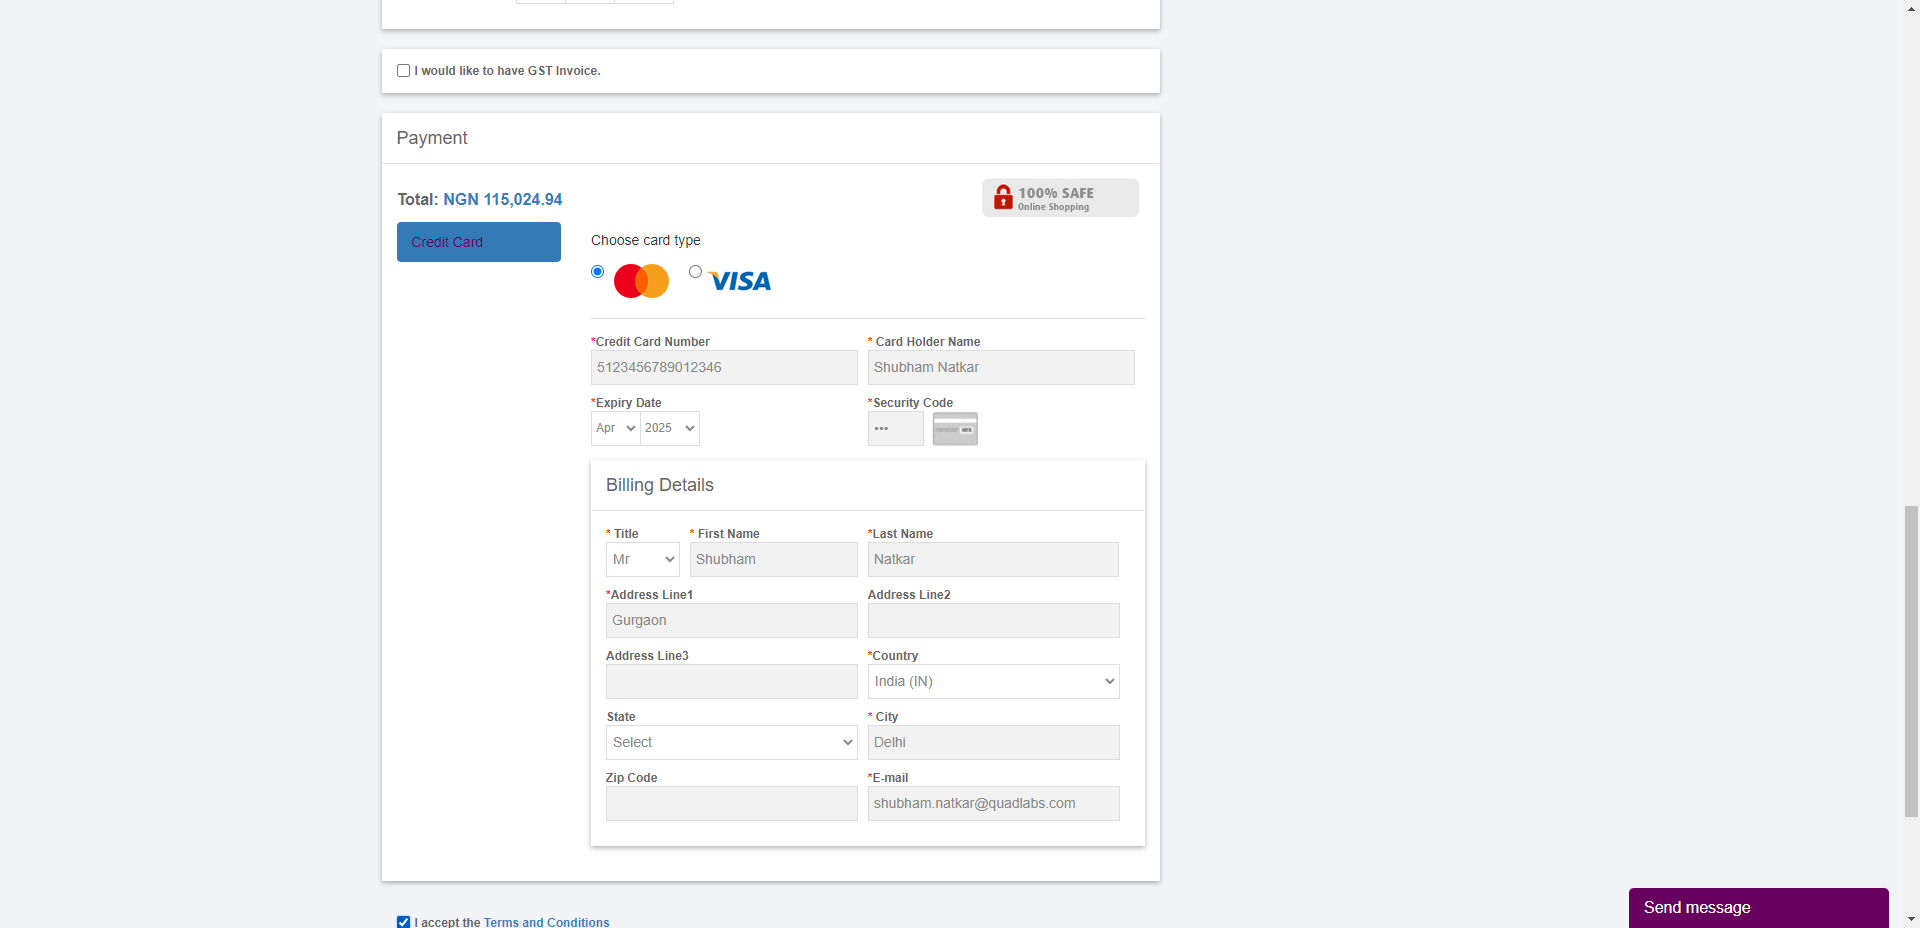 I would like to have GST Invoice.
Payment
Total: NGN 115,024.94
100% SAFE
Online Shopping
Credit Card
Choose card type
VISA
*Credit Card Number
* Card Holder Name
5123456789012346
Shubham Natkar
*Expiry Date
*Security Code
Apr
2025
•••
Billing Details
* Title
* First Name
*Last Name
Mr
Shubham
Natkar
*Address Line1
Address Line2
Gurgaon
Address Line3
*Country
India (IN)
State
* City
Select
Delhi
Zip Code
*E-mail
shubham.natkar@quadlabs.com
I accept the Terms and Conditions
Send message